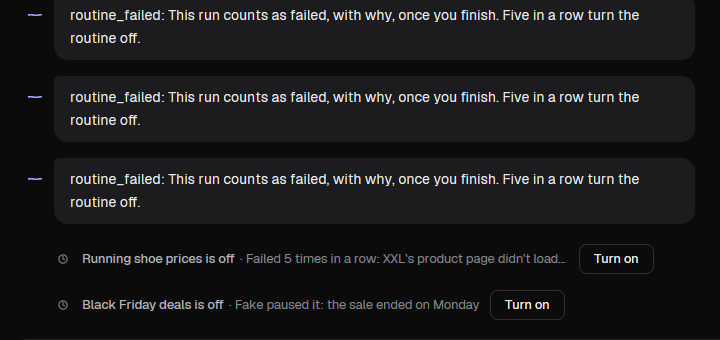 routine_failed: This run counts as failed, with why, once you finish. Five in a row turn the
routine off.
routine_failed: This run counts as failed, with why, once you finish. Five in a row turn the
routine off.
routine_failed: This run counts as failed, with why, once you finish. Five in a row turn the
routine off.
Running shoe prices is off · Failed 5 times in a row: XXL's product page didn't load... Turn on
Black Friday deals is off · Fake paused it: the sale ended on Monday Turn on